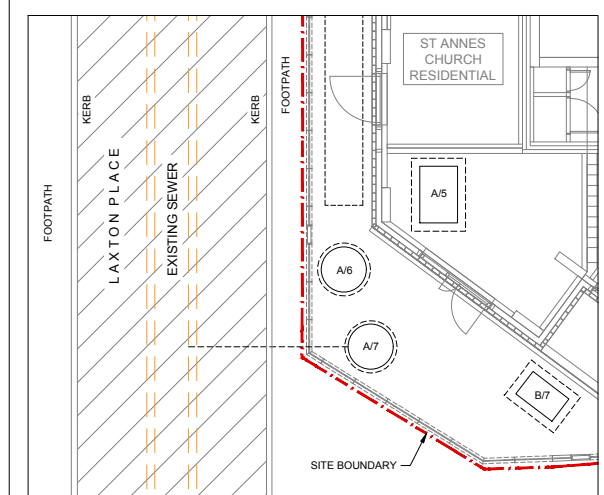 FOOTPATH
KERB
LAXTON PLACE
EXISTING SEWER
KERB
FOOTPATH
ST ANNES
CHURCH
RESIDENTIAL
A/5
A/6
A/7
B/7
SITE BOUNDARY